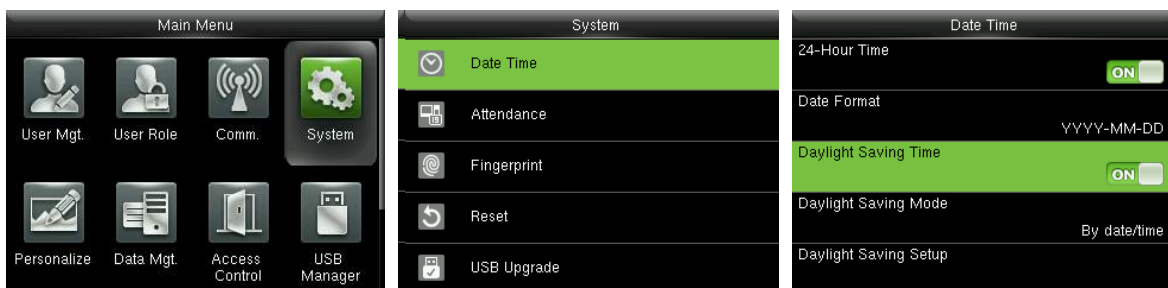 Main Menu
User Mgt.
User Role
Comm.
System
Personalize
Data Mgt.
Access
Control
USB
Manager
System
Date Time
Attendance
Fingerprint
Reset
USB Upgrade
Date Time
24-Hour Time
ON
Date Format
YYYY-MM-DD
Daylight Saving Time
ON
Daylight Saving Mode
By date/time
Daylight Saving Setup